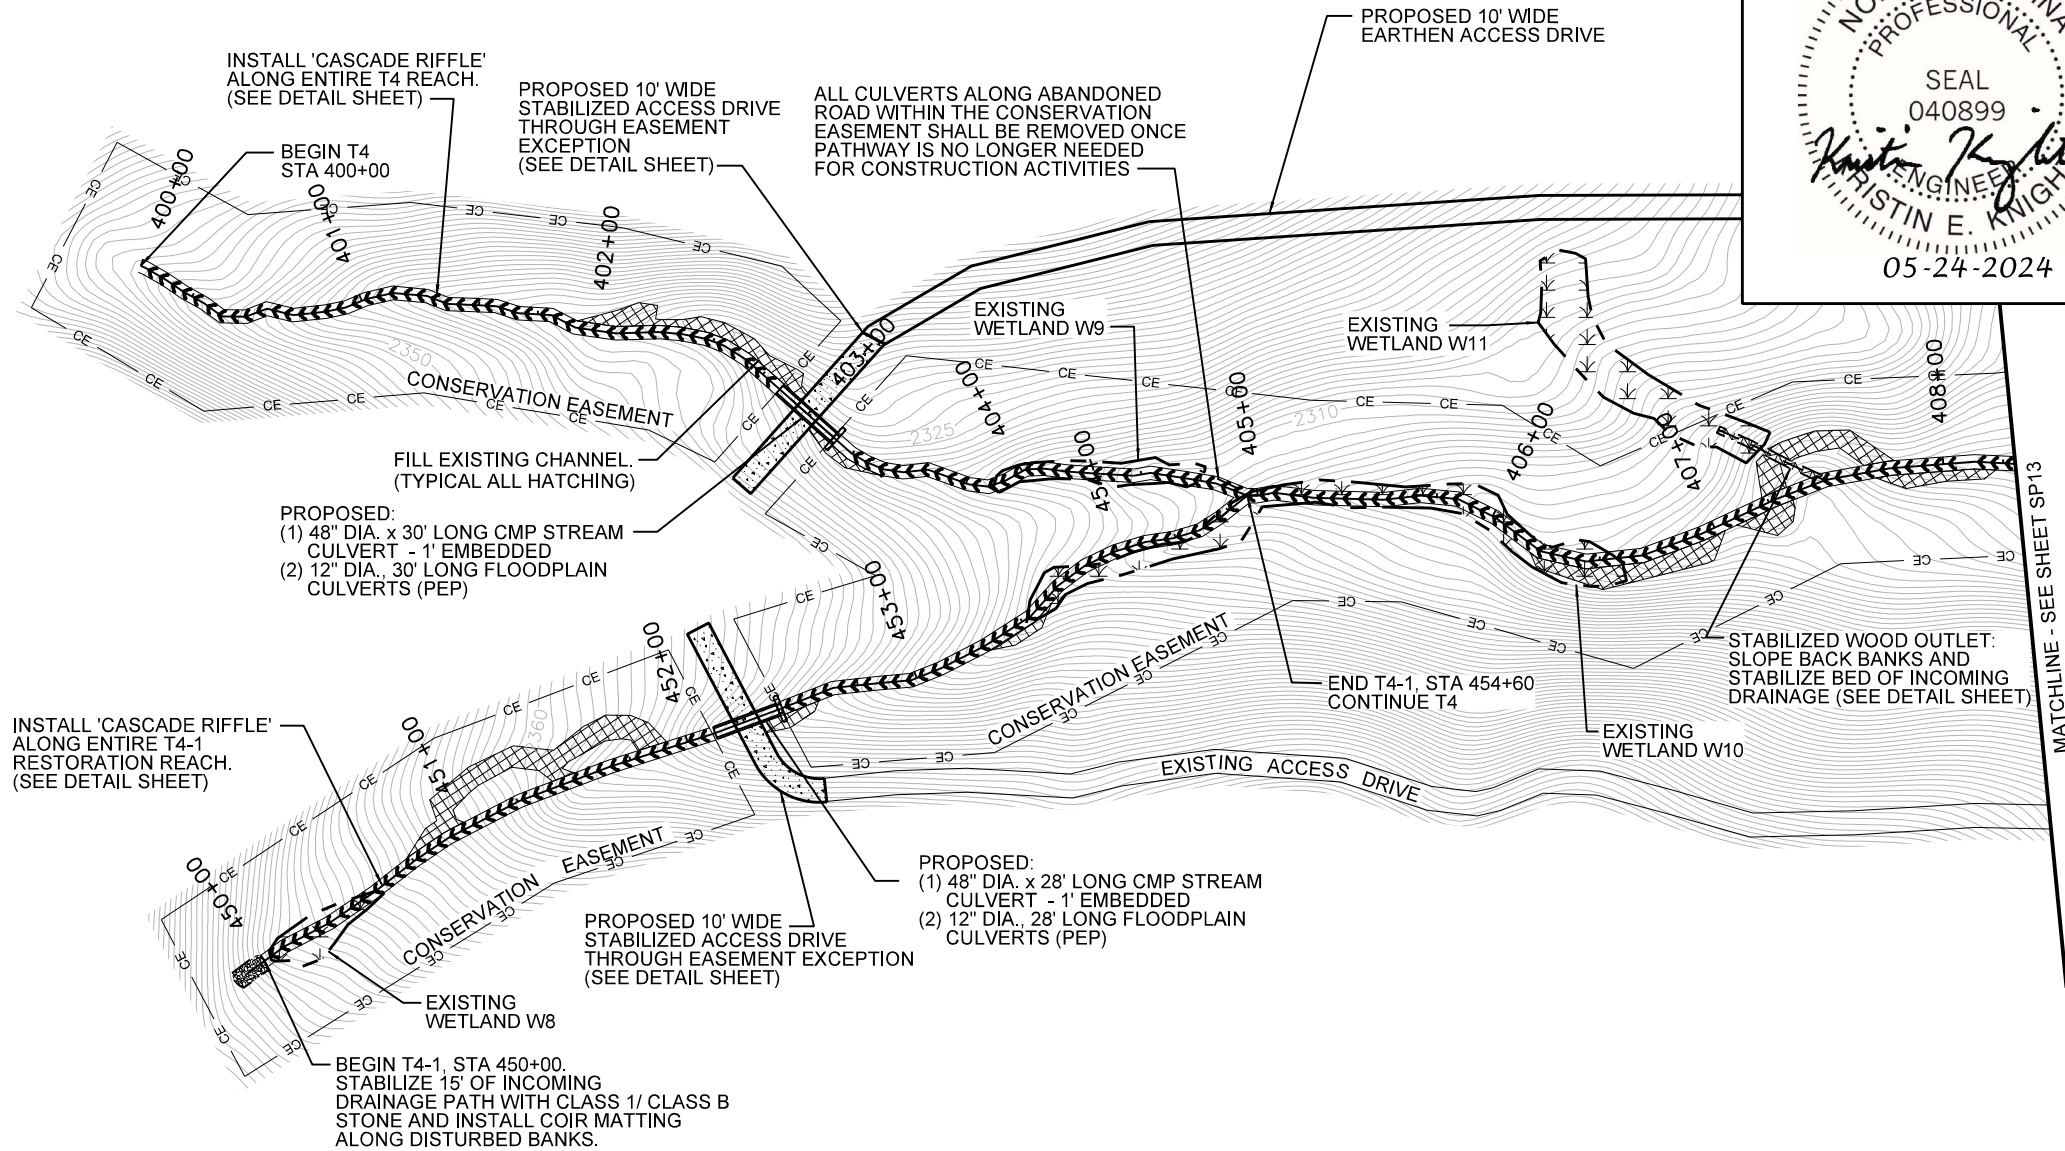 PROPOSED 10' WIDE
EARTHEN ACCESS DRIVE
INSTALL 'CASCADE RIFFLE'
ALONG ENTIRE T4 REACH.
(SEE DETAIL SHEET)
PROPOSED 10' WIDE
STABILIZED ACCESS DRIVE
THROUGH EASEMENT
EXCEPTION
(SEE DETAIL SHEET)
ALL CULVERTS ALONG ABANDONED
ROAD WITHIN THE CONSERVATION
EASEMENT SHALL BE REMOVED ONCE
PATHWAY IS NO LONGER NEEDED
FOR CONSTRUCTION ACTIVITIES
PROFESSIONAL
SEAL
040899
ENGINEER
KRISTIN E. KNIGHT
05-24-2024
BEGIN T4
STA 400+00
400+00
401+00
402+00
403+00
404+00
405+00
406+00
407+00
408+00
EXISTING
WETLAND W9
EXISTING
WETLAND W11
2350
2325
2310
CONSERVATION EASEMENT
FILL EXISTING CHANNEL.
(TYPICAL ALL HATCHING)
PROPOSED:
(1) 48" DIA. x 30' LONG CMP STREAM
CULVERT - 1' EMBEDDED
(2) 12" DIA., 30' LONG FLOODPLAIN
CULVERTS (PEP)
450+00
451+00
452+00
453+00
454+00
2360
CONSERVATION EASEMENT
END T4-1, STA 454+60
CONTINUE T4
STABILIZED WOOD OUTLET:
SLOPE BACK BANKS AND
STABILIZE BED OF INCOMING
DRAINAGE (SEE DETAIL SHEET)
MATCHLINE - SEE SHEET SP13
EXISTING
WETLAND W10
EXISTING ACCESS DRIVE
INSTALL 'CASCADE RIFFLE'
ALONG ENTIRE T4-1
RESTORATION REACH.
(SEE DETAIL SHEET)
CONSERVATION EASEMENT
PROPOSED:
(1) 48" DIA. x 28' LONG CMP STREAM
CULVERT - 1' EMBEDDED
(2) 12" DIA., 28' LONG FLOODPLAIN
CULVERTS (PEP)
PROPOSED 10' WIDE
STABILIZED ACCESS DRIVE
THROUGH EASEMENT EXCEPTION
(SEE DETAIL SHEET)
EXISTING
WETLAND W8
BEGIN T4-1, STA 450+00.
STABILIZE 15' OF INCOMING
DRAINAGE PATH WITH CLASS 1/ CLASS B
STONE AND INSTALL COIR MATTING
ALONG DISTURBED BANKS.
CE